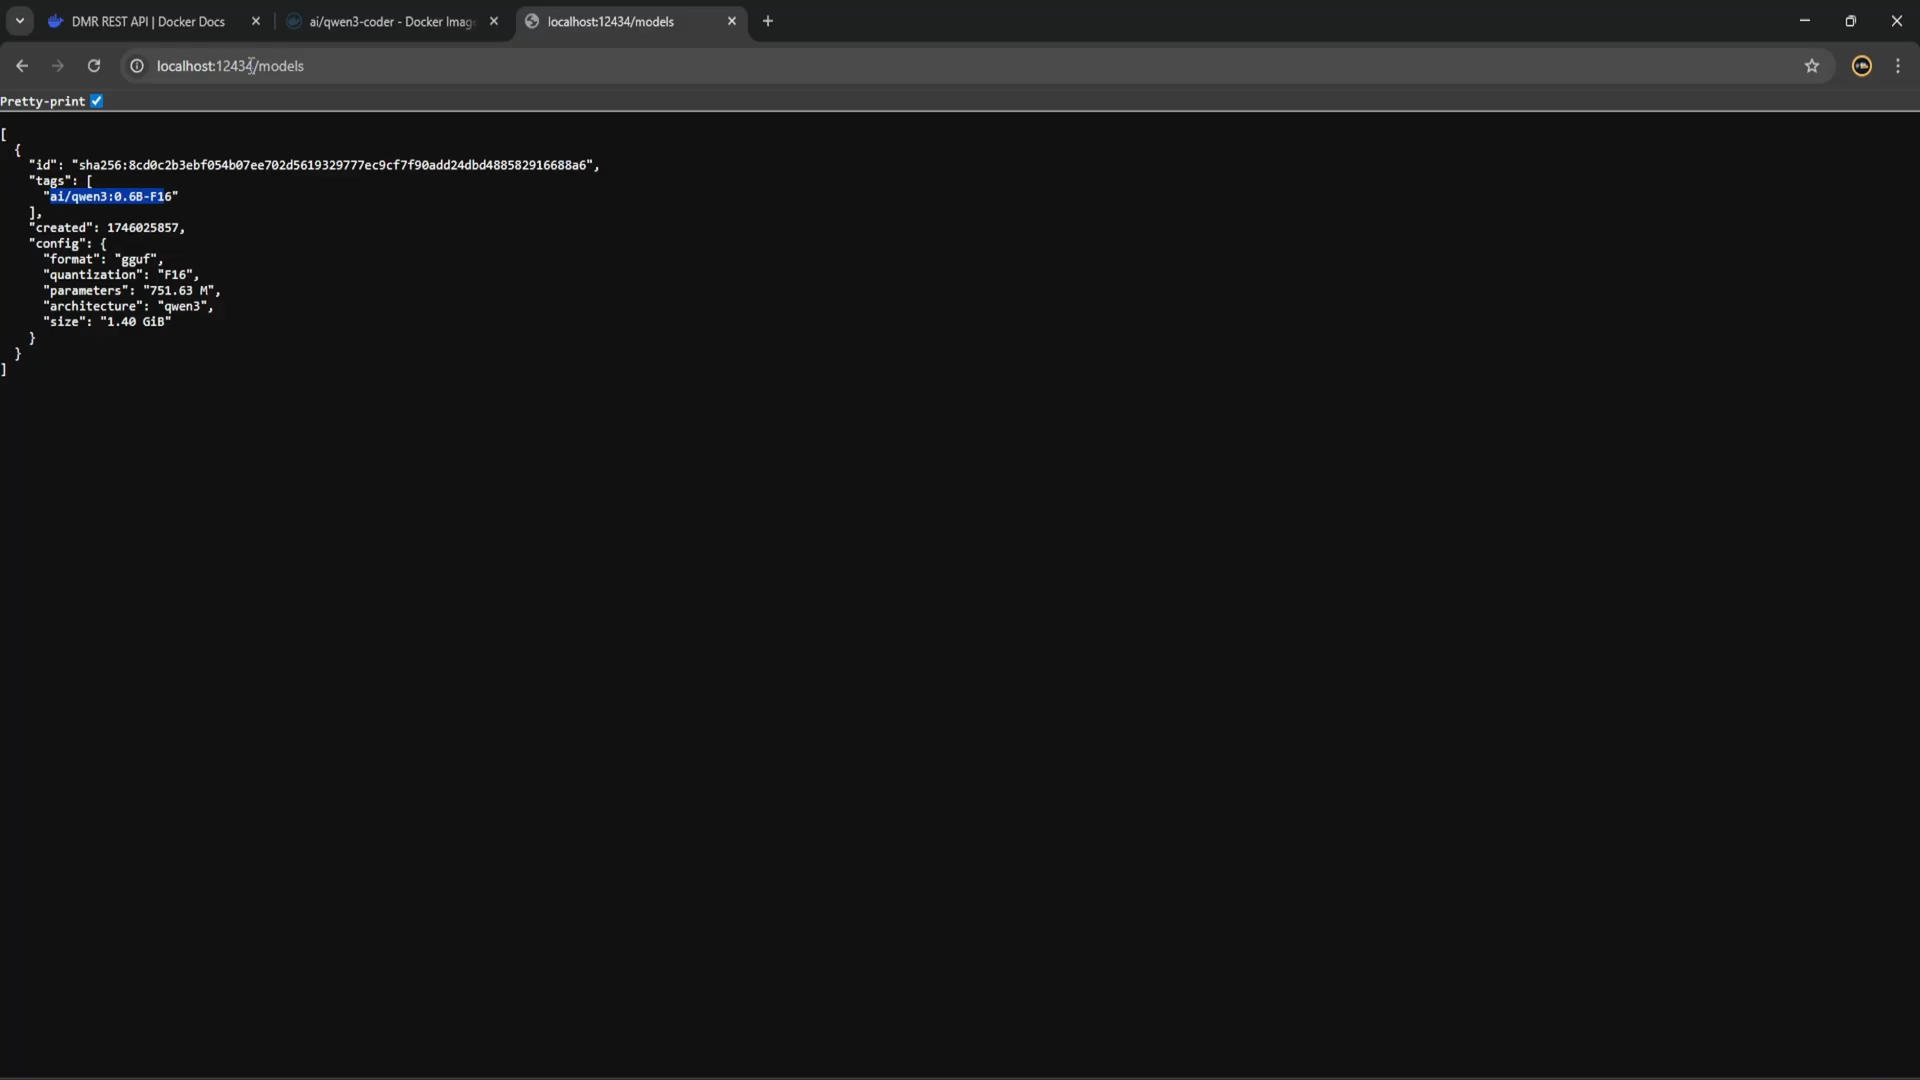 DMR REST API | Docker Docs
ai/qwen3-coder - Docker Imag
localhost:12434/models
localhost:12434/models
Pretty-print
[
  {
    "id": "sha256:8cd0c2b3ebf054b07ee702d5619329777ec9cf7f90add24dbd488582916688a6",
    "tags": [
      "ai/qwen3:0.6B-F16"
    ],
    "created": 1746025857,
    "config": {
      "format": "gguf",
      "quantization": "F16",
      "parameters": "751.63 M",
      "architecture": "qwen3",
      "size": "1.40 GiB"
    }
  }
]